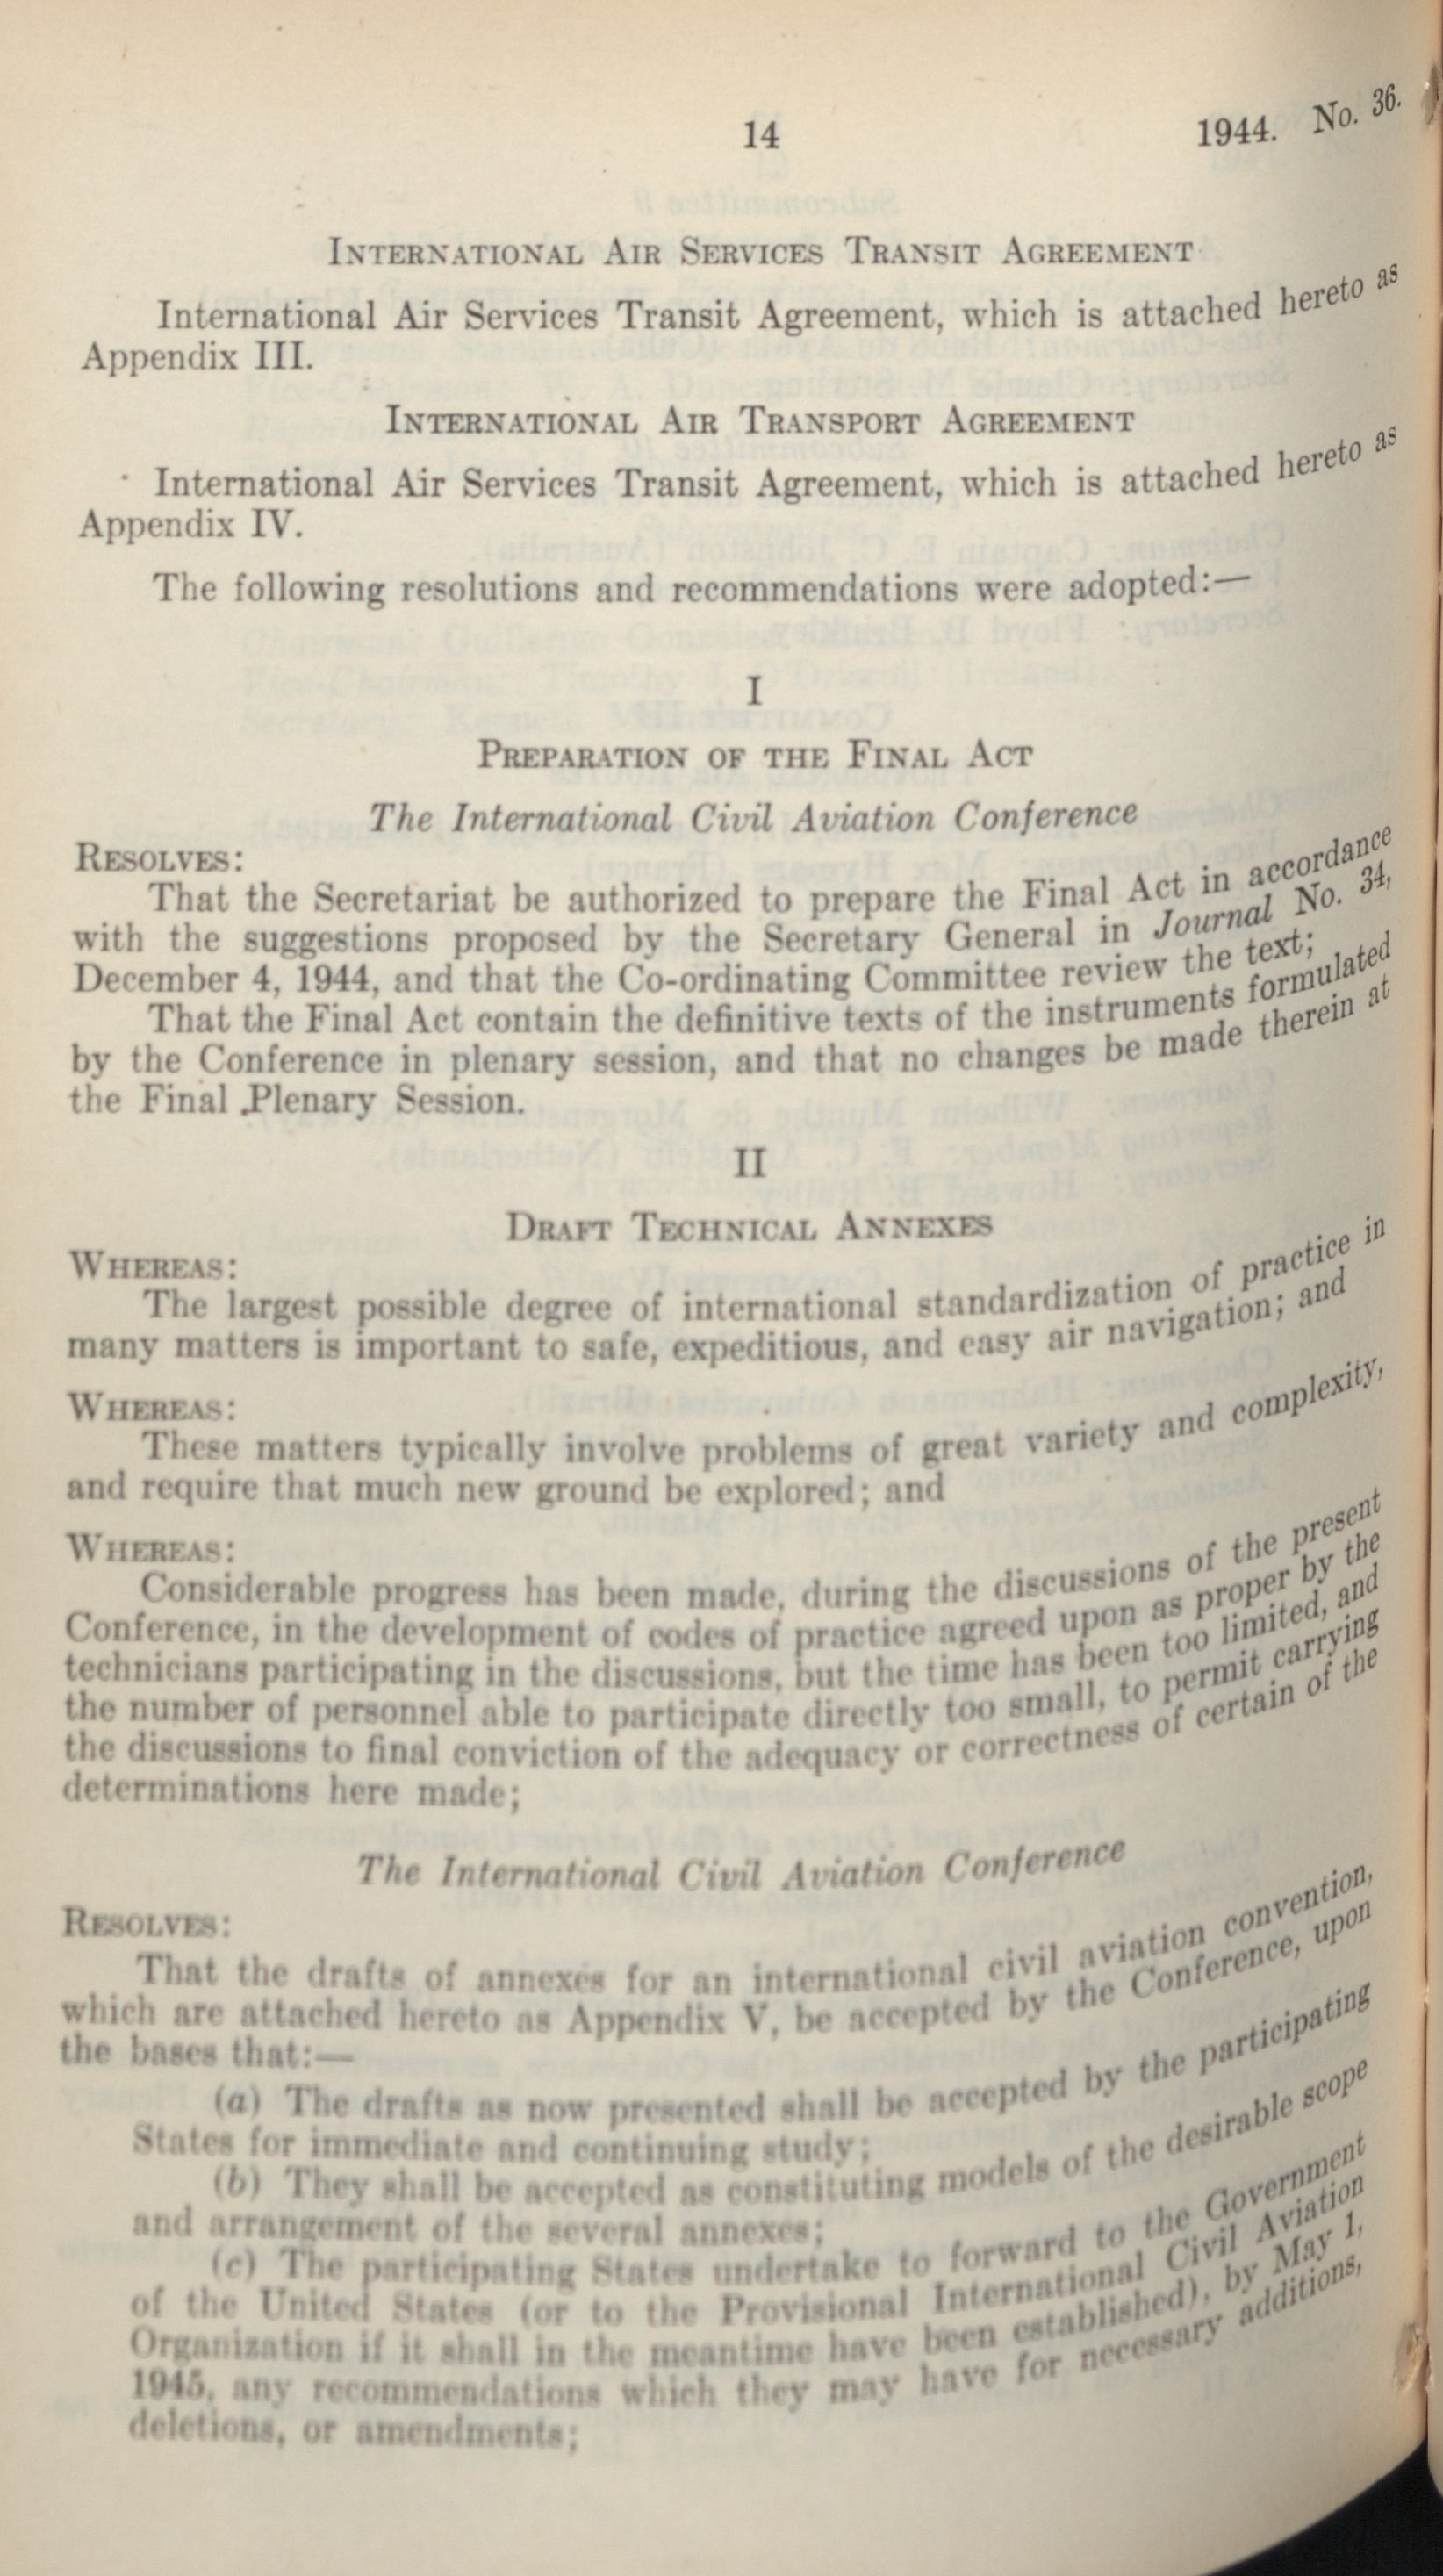 14
1944. No. 36.
INTERNATIONAL AIR SERVICES TRANSIT AGREEMENT
International Air Services Transit Agreement, which is attached hereto as
Appendix III.
INTERNATIONAL AIR TRANSPORT AGREEMENT
International Air Services Transit Agreement, which is attached hereto as
Appendix IV.
The following resolutions and recommendations were adopted:—
I
PREPARATION OF THE FINAL ACT
The International Civil Aviation Conference
RESOLVES:
That the Secretariat be authorized to prepare the Final Act in accordance
with the suggestions proposed by the Secretary General in Journal No. 34,
December 4, 1944, and that the Co-ordinating Committee review the text;
That the Final Act contain the definitive texts of the instruments formulated
by the Conference in plenary session, and that no changes be made therein at
the Final Plenary Session.
II
DRAFT TECHNICAL ANNEXES
WHEREAS:
The largest possible degree of international standardization of practice in
many matters is important to safe, expeditious, and easy air navigation; and
WHEREAS:
These matters typically involve problems of great variety and complexity,
and require that much new ground be explored; and
WHEREAS:
Considerable progress has been made, during the discussions of the present
Conference, in the development of codes of practice agreed upon as proper by the
technicians participating in the discussions, but the time has been too limited, and
the number of personnel able to participate directly too small, to permit carrying
the discussions to final conviction of the adequacy or correctness of certain of the
determinations here made;
The International Civil Aviation Conference
RESOLVES:
That the drafts of annexes for an international civil aviation convention,
which are attached hereto as Appendix V, be accepted by the Conference, upon
the bases that:—
(a) The drafts as now presented shall be accepted by the participating
States for immediate and continuing study;
(b) They shall be accepted as constituting models of the desirable scope
and arrangement of the several annexes;
(c) The participating States undertake to forward to the Government
of the United States (or to the Provisional International Civil Aviation
Organization if it shall in the meantime have been established), by May 1,
1945, any recommendations which they may have for necessary additions,
deletions, or amendments;